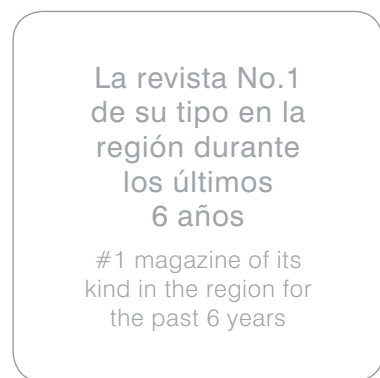 La revista No.1
de su tipo en la
región durante
los últimos
6 años
#1 magazine of its
kind in the region for
the past 6 years